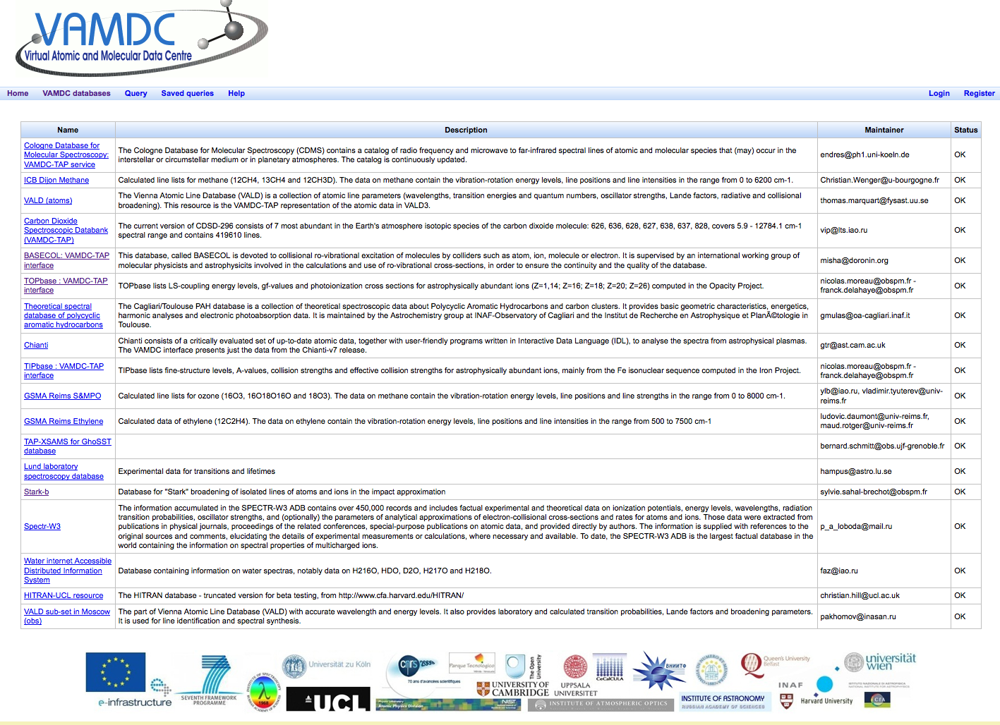 VAMDC
Virtual Atomic and Molecular Data Centre
Home VAMDC databases Query Saved queries Help Login Register
Name Description Maintainer Status
Cologne Database for
Molecular Spectroscopy:
VAMDC-TAP service
The Cologne Database for Molecular Spectroscopy (CDMS) contains a catalog of radio frequency and microwave to far-infrared spectral lines of atomic and molecular species that (may) occur in the
interstellar or circumstellar medium or in planetary atmospheres. The catalog is continuously updated.
endres@ph1.uni-koeln.de
OK
ICB Dijon Methane
Calculated line lists for methane (12CH4, 13CH4 and 12CH3D). The data on methane contain the vibration-rotation energy levels, line positions and line intensities in the range from 0 to 6200 cm-1.
Christian.Wenger@u-bourgogne.fr
OK
VALD (atoms)
The Vienna Atomic Line Database (VALD) is a collection of atomic line parameters (wavelengths, transition energies and quantum numbers, oscillator strengths, Lande factors, radiative and collisional
broadening). This resource is the VAMDC-TAP representation of the atomic data in VALD3.
thomas.marquart@fysast.uu.se
OK
Carbon Dioxide
Spectroscopic Databank
(VAMDC-TAP)
The current version of CDSD-296 consists of 7 most abundant in the Earth's atmosphere isotopic species of the carbon dixoide molecule: 626, 636, 628, 627, 638, 637, 828, covers 5.9 - 12784.1 cm-1
spectral range and contains 419610 lines.
vip@lts.iao.ru
OK
BASECOL: VAMDC-TAP
interface
This database, called BASECOL is devoted to collisional ro-vibrational excitation of molecules by colliders such as atom, ion, molecule or electron. It is supervised by an international working group of
molecular physicists and astrophysicits involved in the calculations and use of ro-vibrational cross-sections, in order to ensure the continuity and the quality of the database.
misha@doronin.org
OK
TOPbase : VAMDC-TAP
interface
TOPbase lists LS-coupling energy levels, gf-values and photoionization cross sections for astrophysically abundant ions (Z=1,14; Z=16; Z=18; Z=20; Z=26) computed in the Opacity Project.
nicolas.moreau@obspm.fr -
franck.delahaye@obspm.fr
OK
Theoretical spectral
database of polycyclic
aromatic hydrocarbons
The Cagliari/Toulouse PAH database is a collection of theoretical spectroscopic data about Polycyclic Aromatic Hydrocarbons and carbon clusters. It provides basic geometric characteristics, energetics,
harmonic analyses and electronic photoabsorption data. It is maintained by the Astrochemistry group at INAF-Observatory of Cagliari and the Institut de Recherche en Astrophysique et PlanÃ©tologie in
Toulouse.
gmulas@oa-cagliari.inaf.it
OK
Chianti
Chianti consists of a critically evaluated set of up-to-date atomic data, together with user-friendly programs written in Interactive Data Language (IDL), to analyse the spectra from astrophysical plasmas.
The VAMDC interface presents just the data from the Chianti-v7 release.
gtr@ast.cam.ac.uk
OK
TIPbase : VAMDC-TAP
interface
TIPbase lists fine-structure levels, A-values, collision strengths and effective collision strengths for astrophysically abundant ions, mainly from the Fe isonuclear sequence computed in the Iron Project.
nicolas.moreau@obspm.fr -
franck.delahaye@obspm.fr
OK
GSMA Reims S&MPO
Calculated line lists for ozone (16O3, 16O18O16O and 18O3). The data on methane contain the vibration-rotation energy levels, line positions and line strengths in the range from 0 to 8000 cm-1.
ylb@iao.ru, vladimir.tyuterev@univ-
reims.fr
OK
GSMA Reims Ethylene
Calculated data of ethylene (12C2H4). The data on ethylene contain the vibration-rotation energy levels, line positions and line intensities in the range from 500 to 7500 cm-1
ludovic.daumont@univ-reims.fr,
maud.rotger@univ-reims.fr
OK
TAP-XSAMS for GhoSST
database
bernard.schmitt@obs.ujf-grenoble.fr
OK
Lund laboratory
spectroscopy database
Experimental data for transitions and lifetimes
hampus@astro.lu.se
OK
Stark-b
Database for "Stark" broadening of isolated lines of atoms and ions in the impact approximation
sylvie.sahal-brechot@obspm.fr
OK
Spectr-W3
The information accumulated in the SPECTR-W3 ADB contains over 450,000 records and includes factual experimental and theoretical data on ionization potentials, energy levels, wavelengths, radiation
transition probabilities, oscillator strengths, and (optionally) the parameters of analytical approximations of electron-collisional cross-sections and rates for atoms and ions. Those data were extracted from
publications in physical journals, proceedings of the related conferences, special-purpose publications on atomic data, and provided directly by authors. The information is supplied with references to the
original sources and comments, elucidating the details of experimental measurements or calculations, where necessary and available. To date, the SPECTR-W3 ADB is the largest factual database in the
world containing the information on spectral properties of multicharged ions.
p_a_loboda@mail.ru
OK
Water internet Accessible
Distributed Information
System
Database containing information on water spectras, notably data on H216O, HDO, D2O, H217O and H218O.
faz@iao.ru
OK
HITRAN-UCL resource
The HITRAN database - truncated version for beta testing, from http://www.cfa.harvard.edu/HITRAN/
christian.hill@ucl.ac.uk
OK
VALD sub-set in Moscow
(obs)
The part of Vienna Atomic Line Database (VALD) with accurate wavelength and energy levels. It also provides laboratory and calculated transition probabilities, Lande factors and broadening parameters.
It is used for line identification and spectral synthesis.
pakhomov@inasan.ru
OK
e-infrastructure
SEVENTH FRAMEWORK
PROGRAMME
INSTITUTE OF SPECTROSCOPY
1968
Universität zu Köln
UCL
cnrs 2009
70 ans d'avancées scientifiques
Parque Tecnológico
The Open
University
UNIVERSITY OF
CAMBRIDGE
Atomic Physics Division
NIST
UPPSALA
UNIVERSITET
CeCalCULA
INSTITUTE OF ATMOSPHERIC OPTICS
ВНИИТФ
INSTITUTE OF ASTRONOMY
RUSSIAN ACADEMY OF SCIENCES
Queen's University
Belfast
INAF
Harvard University
universität
wien
CFA